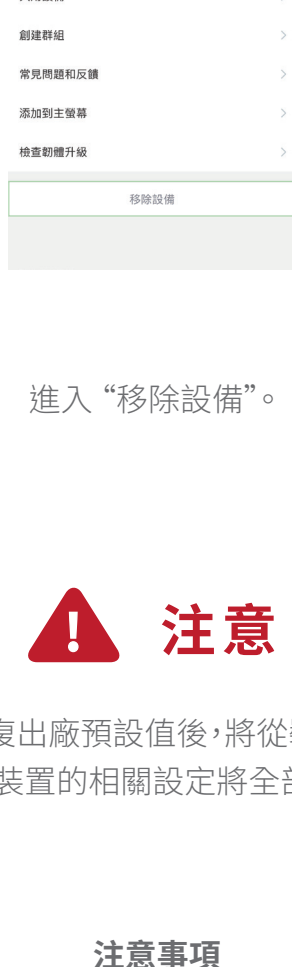 創建群組
常見問題和反饋
添加到主螢幕
檢查韌體升級
移除設備
進入 “移除設備”。
注意
復出廠預設值後，將從
裝置的相關設定將全
注意事項